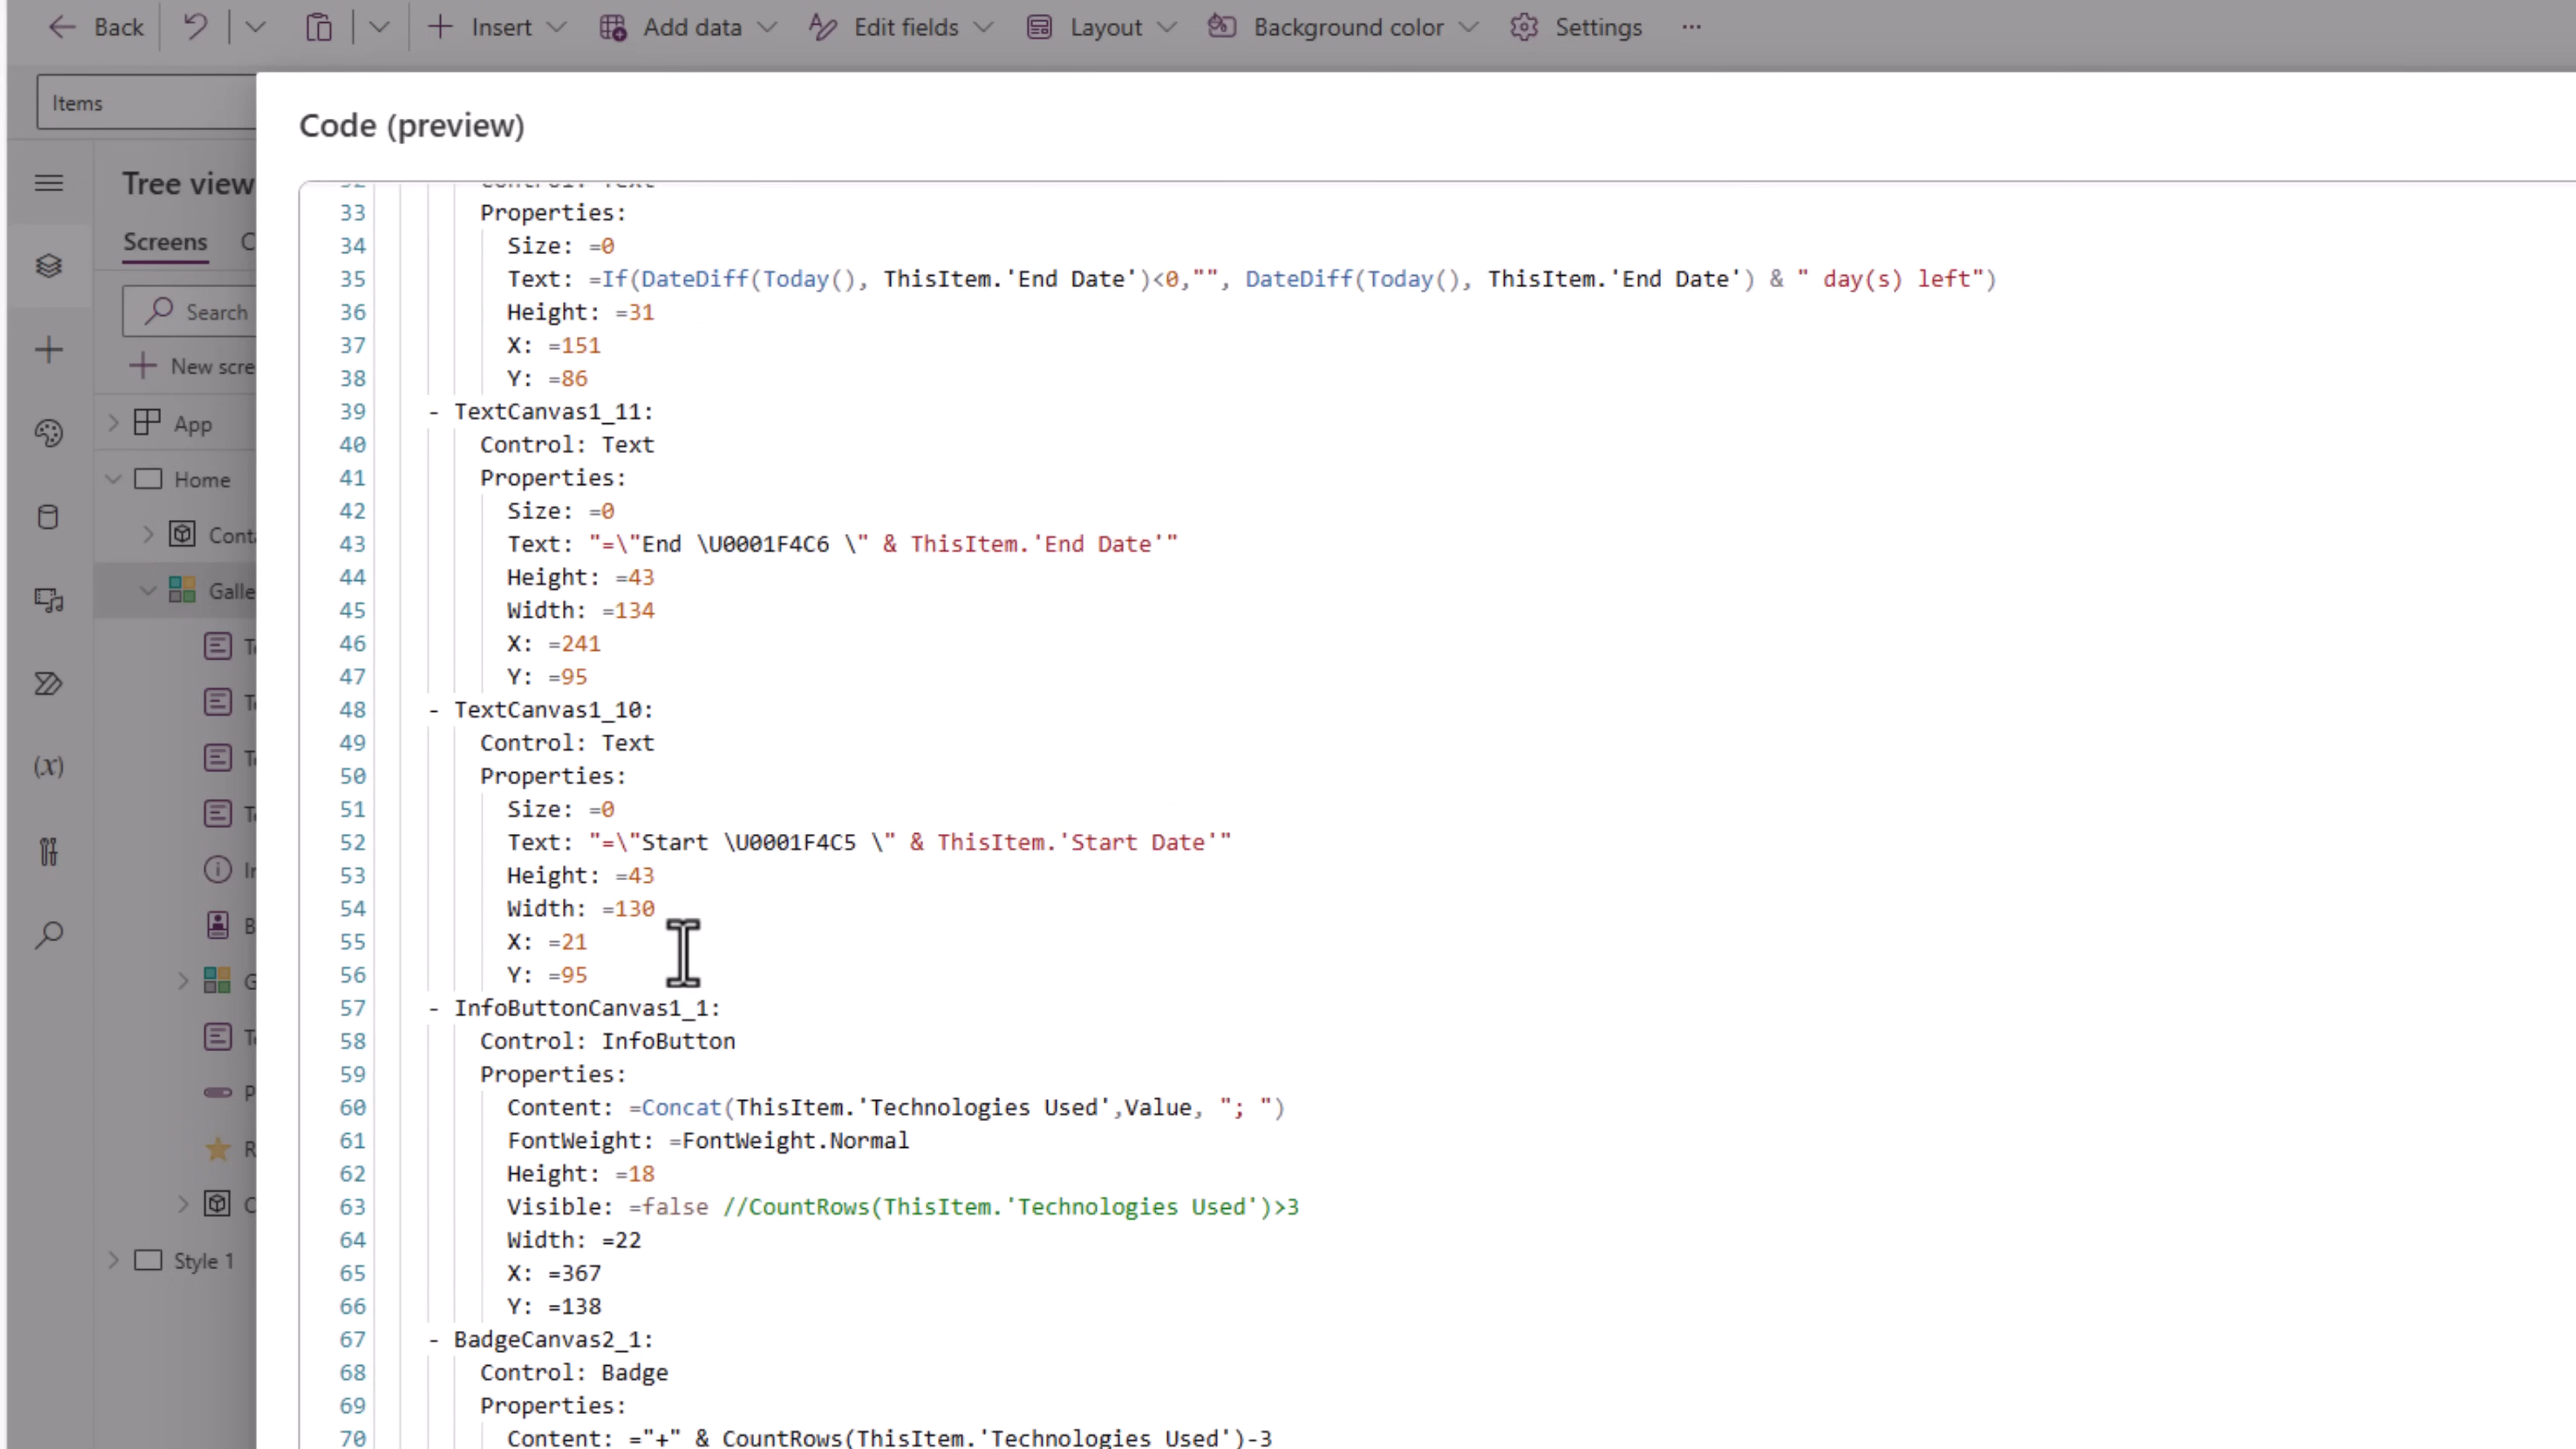 Back
Insert
Add data
Edit fields
Layout
Background color
Settings
...
Items
Code (preview)
Tree view
Screens
Search
New scre
App
Home
Conta
Galle
Style 1
(x)
33 Properties:
34 Size: =0
35 Text: =If(DateDiff(Today(), ThisItem.'End Date')<0,"", DateDiff(Today(), ThisItem.'End Date') & " day(s) left")
36 Height: =31
37 X: =151
38 Y: =86
39 - TextCanvas1_11:
40 Control: Text
41 Properties:
42 Size: =0
43 Text: "=\"End \U0001F4C6 \" & ThisItem.'End Date'"
44 Height: =43
45 Width: =134
46 X: =241
47 Y: =95
48 - TextCanvas1_10:
49 Control: Text
50 Properties:
51 Size: =0
52 Text: "=\"Start \U0001F4C5 \" & ThisItem.'Start Date'"
53 Height: =43
54 Width: =130
55 X: =21
56 Y: =95
57 - InfoButtonCanvas1_1:
58 Control: InfoButton
59 Properties:
60 Content: =Concat(ThisItem.'Technologies Used',Value, "; ")
61 FontWeight: =FontWeight.Normal
62 Height: =18
63 Visible: =false //CountRows(ThisItem.'Technologies Used')>3
64 Width: =22
65 X: =367
66 Y: =138
67 - BadgeCanvas2_1:
68 Control: Badge
69 Properties:
70 Content: ="+" & CountRows(ThisItem.'Technologies Used')-3